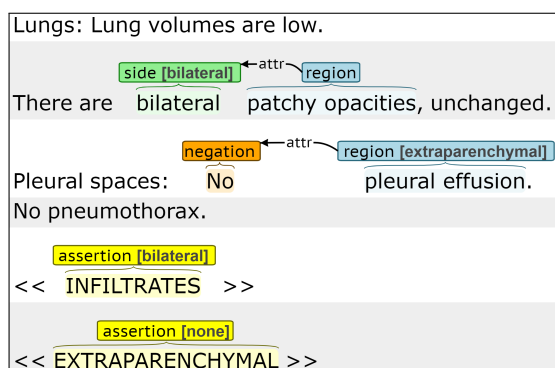 Lungs: Lung volumes are low.
side [bilateral] attr region
There are bilateral patchy opacities, unchanged.
negation attr region [extraparenchymal]
Pleural spaces: No pleural effusion.
No pneumothorax.
assertion [bilateral]
<< INFILTRATES >>
assertion [none]
<< EXTRAPARENCHYMAL >>